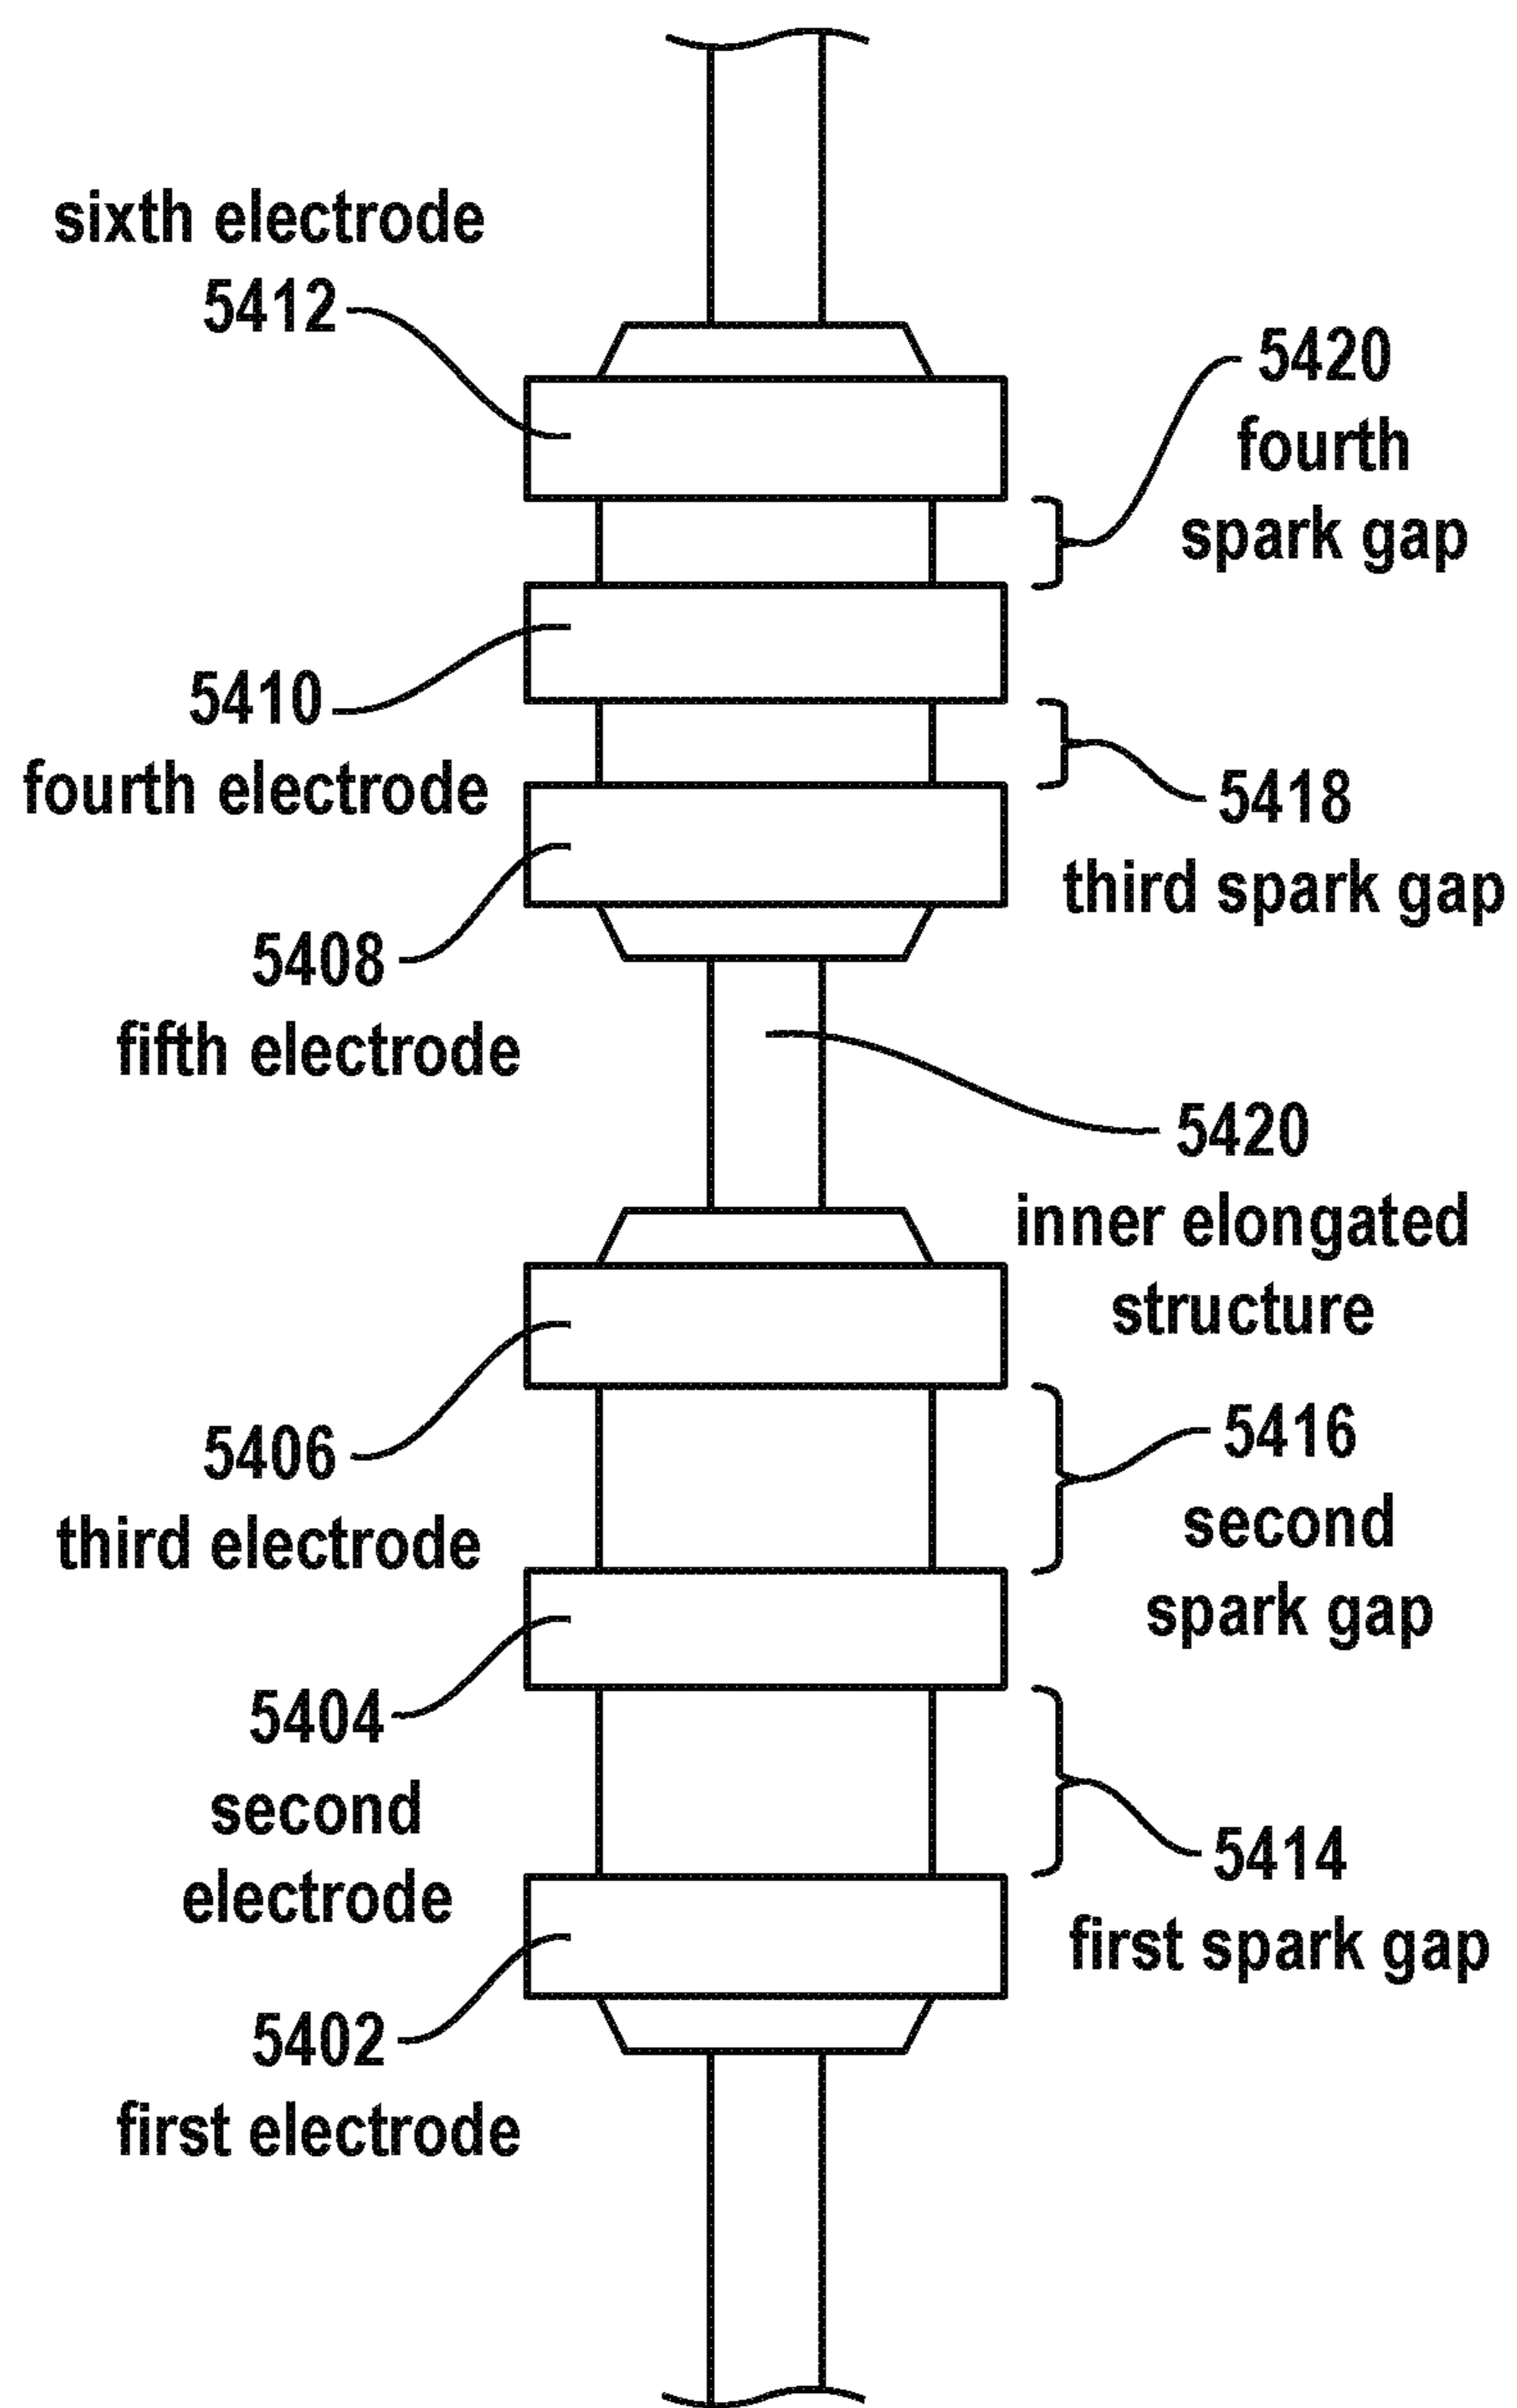 sixth electrode
5412
5420
fourth
spark gap
5410
fourth electrode
5418
third spark gap
5408
fifth electrode
5420
inner elongated
structure
5406
third electrode
5416
second
spark gap
5404
second
electrode
5414
first spark gap
5402
first electrode